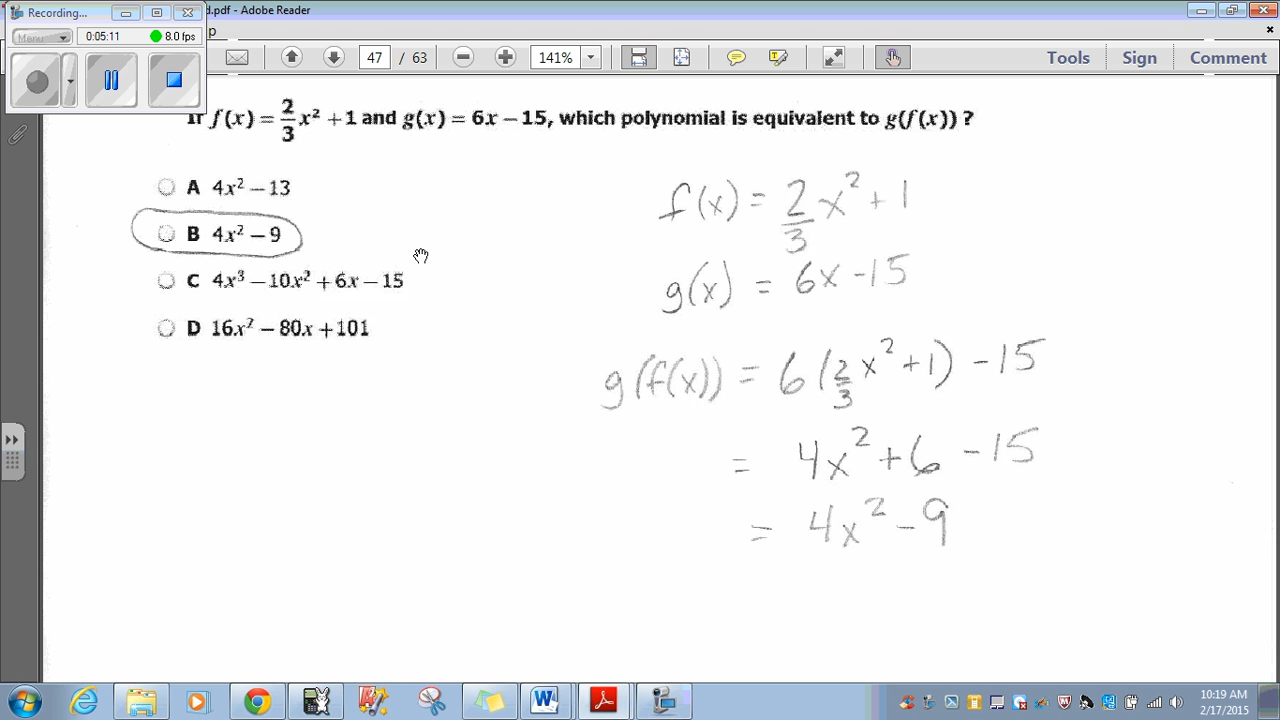 Recording...
d.pdf - Adobe Reader
Menu
0:05:11
8.0 fps
p
47 / 63
141%
Tools
Sign
Comment
If f(x) = 2/3 x² + 1 and g(x) = 6x − 15, which polynomial is equivalent to g(f(x)) ?
A 4x² − 13
B 4x² − 9
C 4x³ − 10x² + 6x − 15
D 16x² − 80x + 101
f(x) = 2/3 x² + 1
g(x) = 6x − 15
g(f(x)) = 6(2/3 x² + 1) − 15
= 4x² + 6 − 15
= 4x² − 9
10:19 AM
2/17/2015